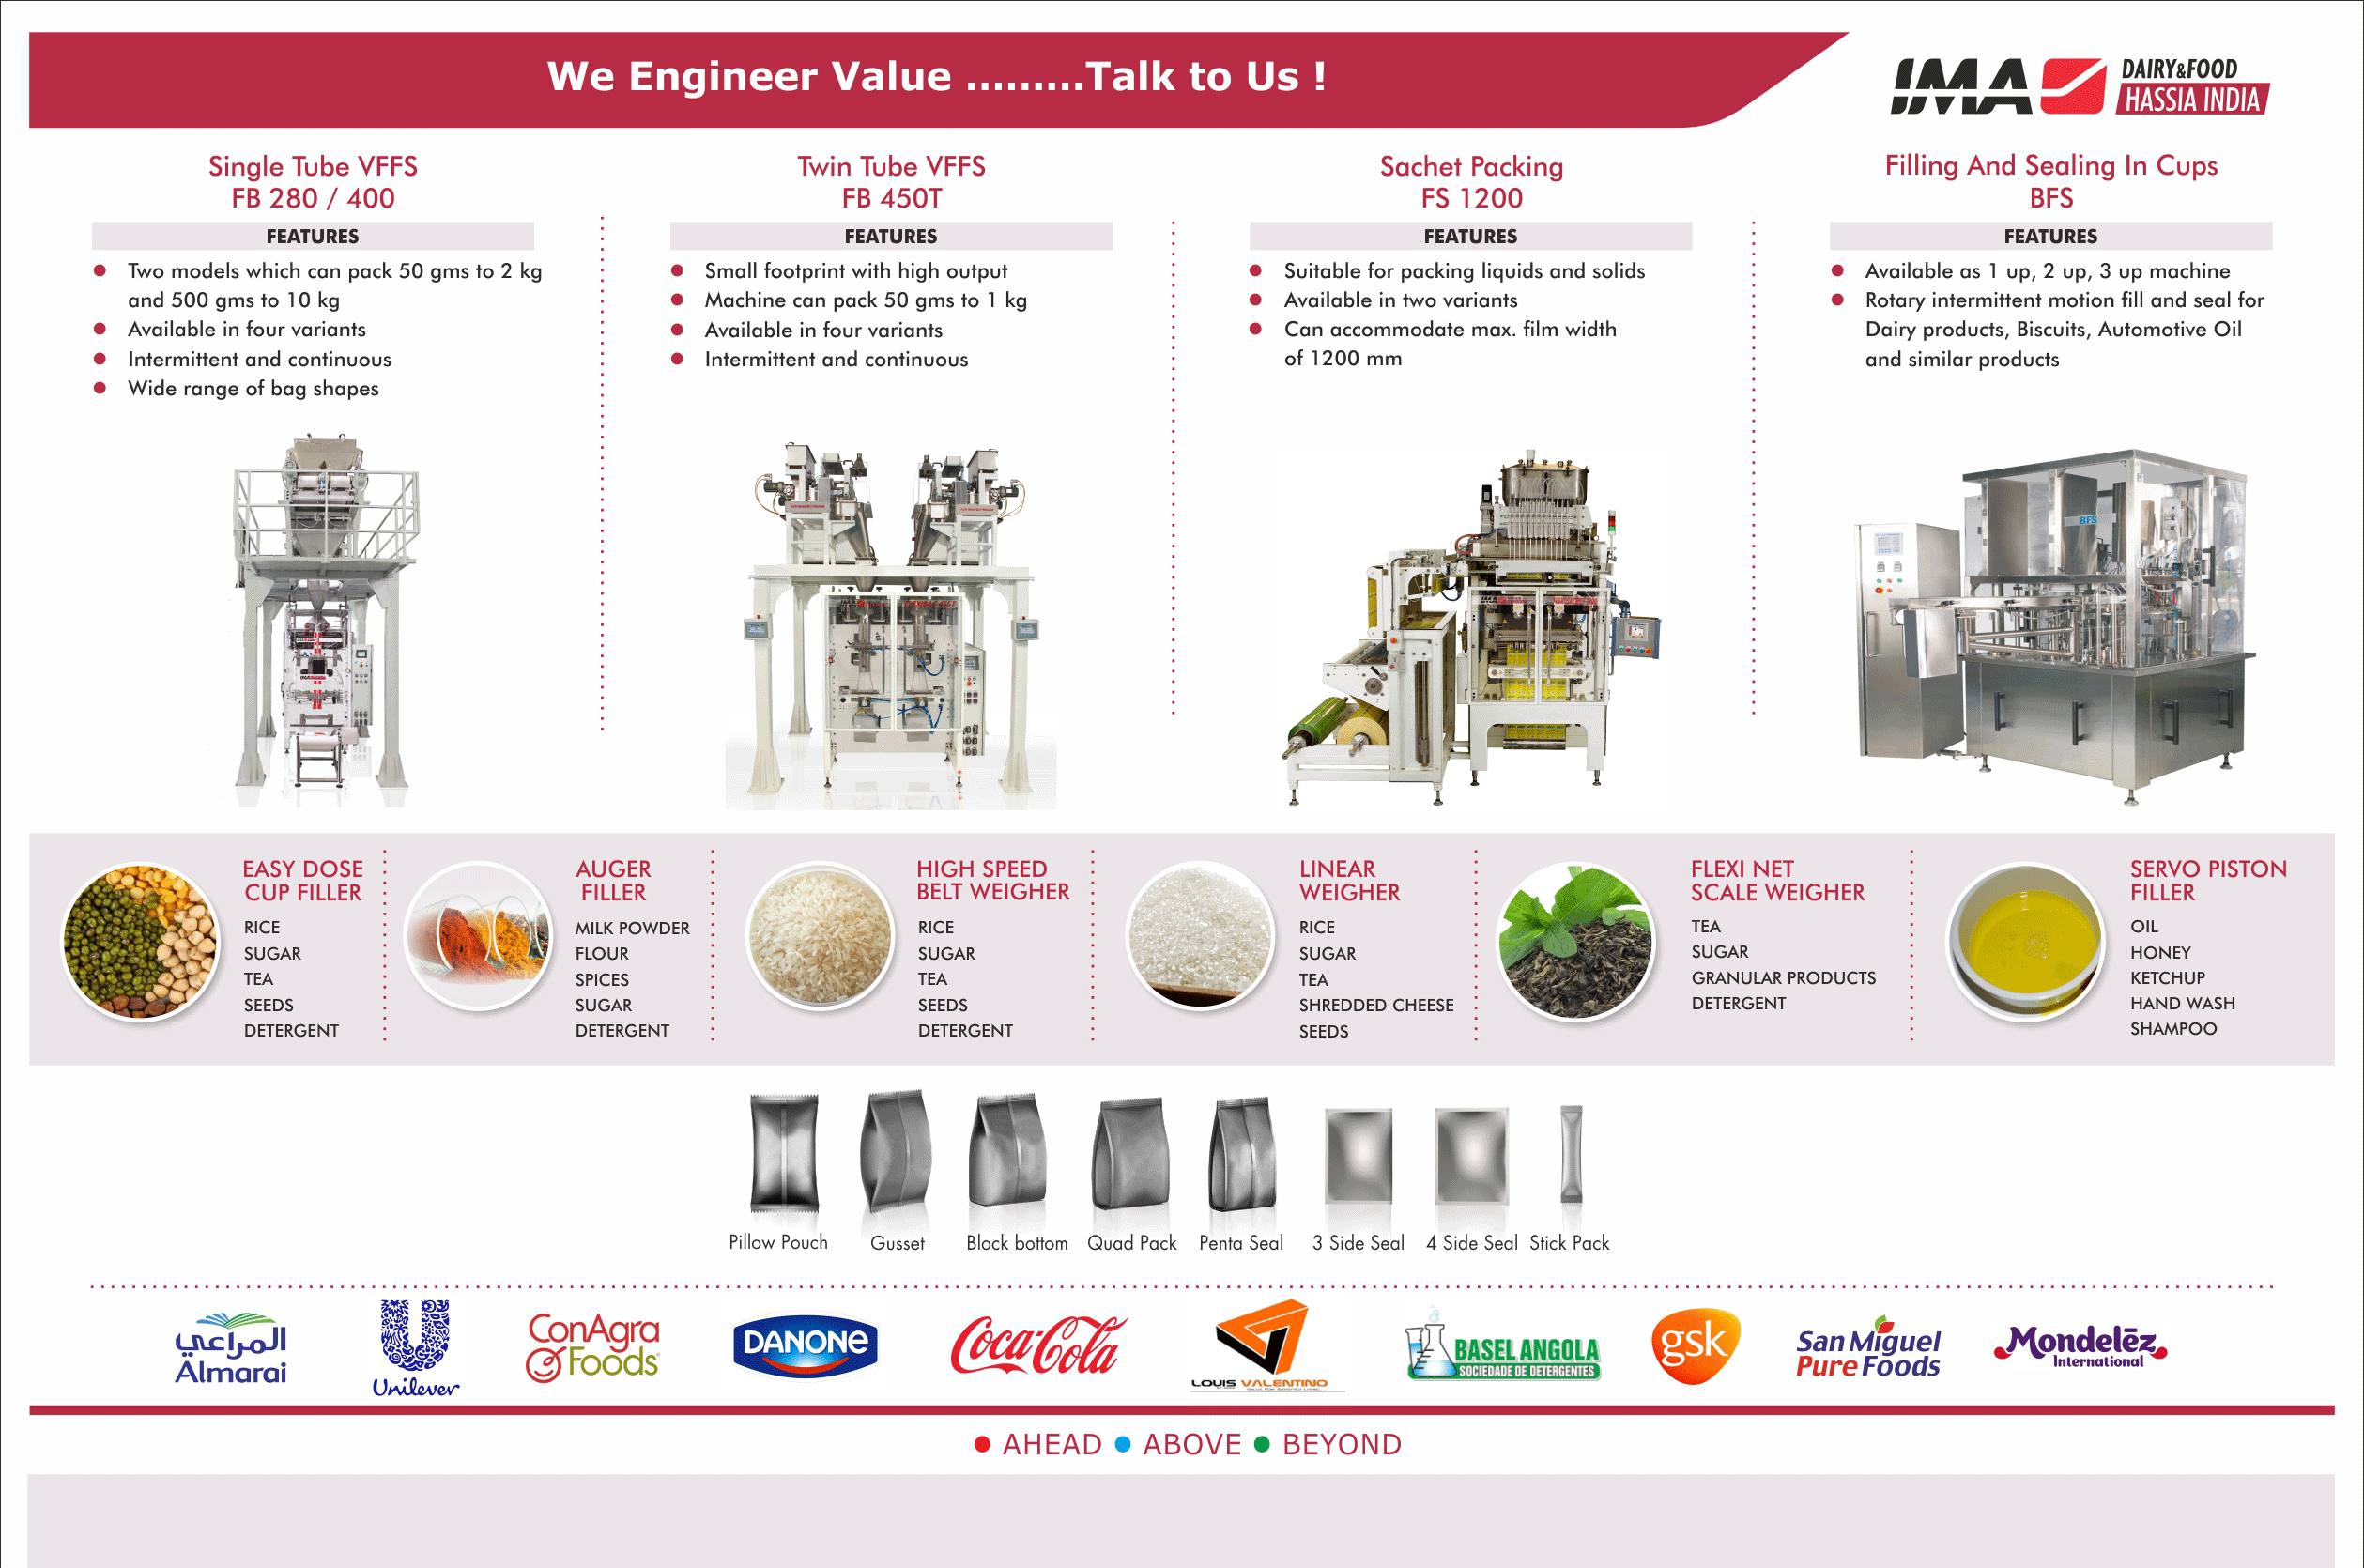 We Engineer Value .........Talk to Us !
IMA DAIRY&FOOD
HASSIA INDIA
Single Tube VFFS
FB 280 / 400
FEATURES
Two models which can pack 50 gms to 2 kg
and 500 gms to 10 kg
Available in four variants
Intermittent and continuous
Wide range of bag shapes
Twin Tube VFFS
FB 450T
FEATURES
Small footprint with high output
Machine can pack 50 gms to 1 kg
Available in four variants
Intermittent and continuous
Sachet Packing
FS 1200
FEATURES
Suitable for packing liquids and solids
Available in two variants
Can accommodate max. film width
of 1200 mm
Filling And Sealing In Cups
BFS
FEATURES
Available as 1 up, 2 up, 3 up machine
Rotary intermittent motion fill and seal for
Dairy products, Biscuits, Automotive Oil
and similar products
IMA
IMA
IMA
BFS
EASY DOSE
CUP FILLER
RICE
SUGAR
TEA
SEEDS
DETERGENT
AUGER
FILLER
MILK POWDER
FLOUR
SPICES
SUGAR
DETERGENT
HIGH SPEED
BELT WEIGHER
RICE
SUGAR
TEA
SEEDS
DETERGENT
LINEAR
WEIGHER
RICE
SUGAR
TEA
SHREDDED CHEESE
SEEDS
FLEXI NET
SCALE WEIGHER
TEA
SUGAR
GRANULAR PRODUCTS
DETERGENT
SERVO PISTON
FILLER
OIL
HONEY
KETCHUP
HAND WASH
SHAMPOO
Pillow Pouch
Gusset
Block bottom
Quad Pack
Penta Seal
3 Side Seal
4 Side Seal
Stick Pack
المراعي
Almarai
Unilever
ConAgra
Foods
DANONE
Coca-Cola
LOUIS VALENTINO
BASEL ANGOLA
SOCIEDADE DE DETERGENTES
gsk
San Miguel
Pure Foods
Mondelēz
International
AHEAD ABOVE BEYOND